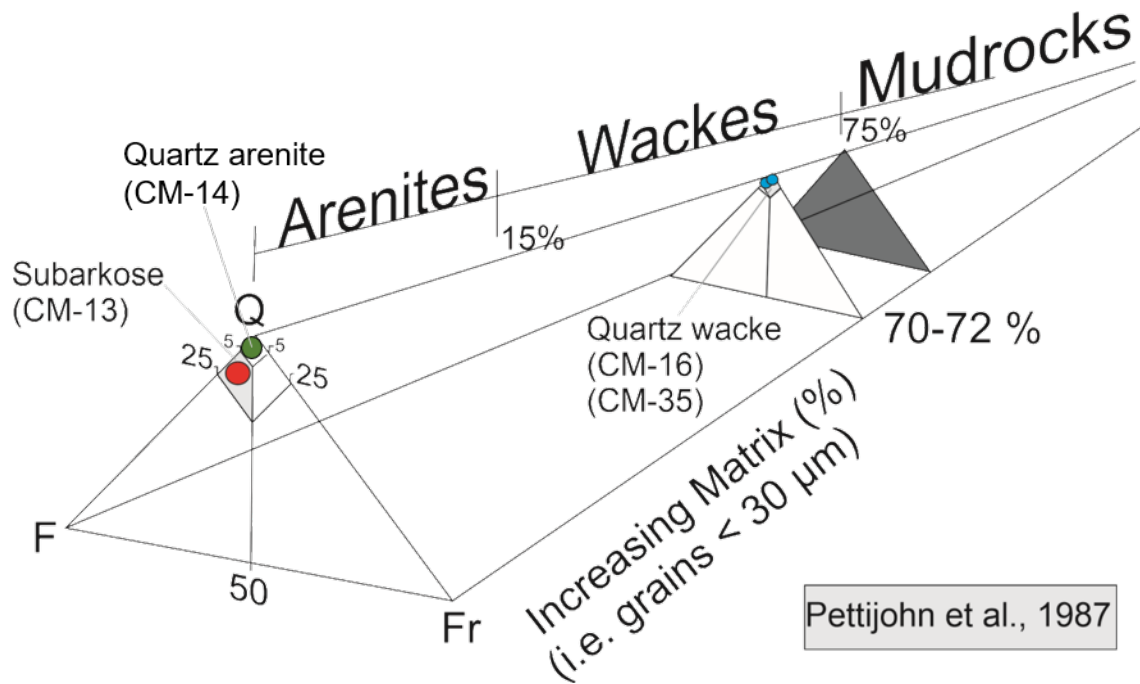 Mudrocks
Wackes
75%
Quartz arenite
(CM-14)
Arenites
15%
Subarkose
(CM-13)
Q
5
5
25
25
Quartz wacke
(CM-16)
(CM-35)
70-72 %
F
50
Fr
Increasing Matrix (%)
(i.e. grains < 30 μm)
Pettijohn et al., 1987